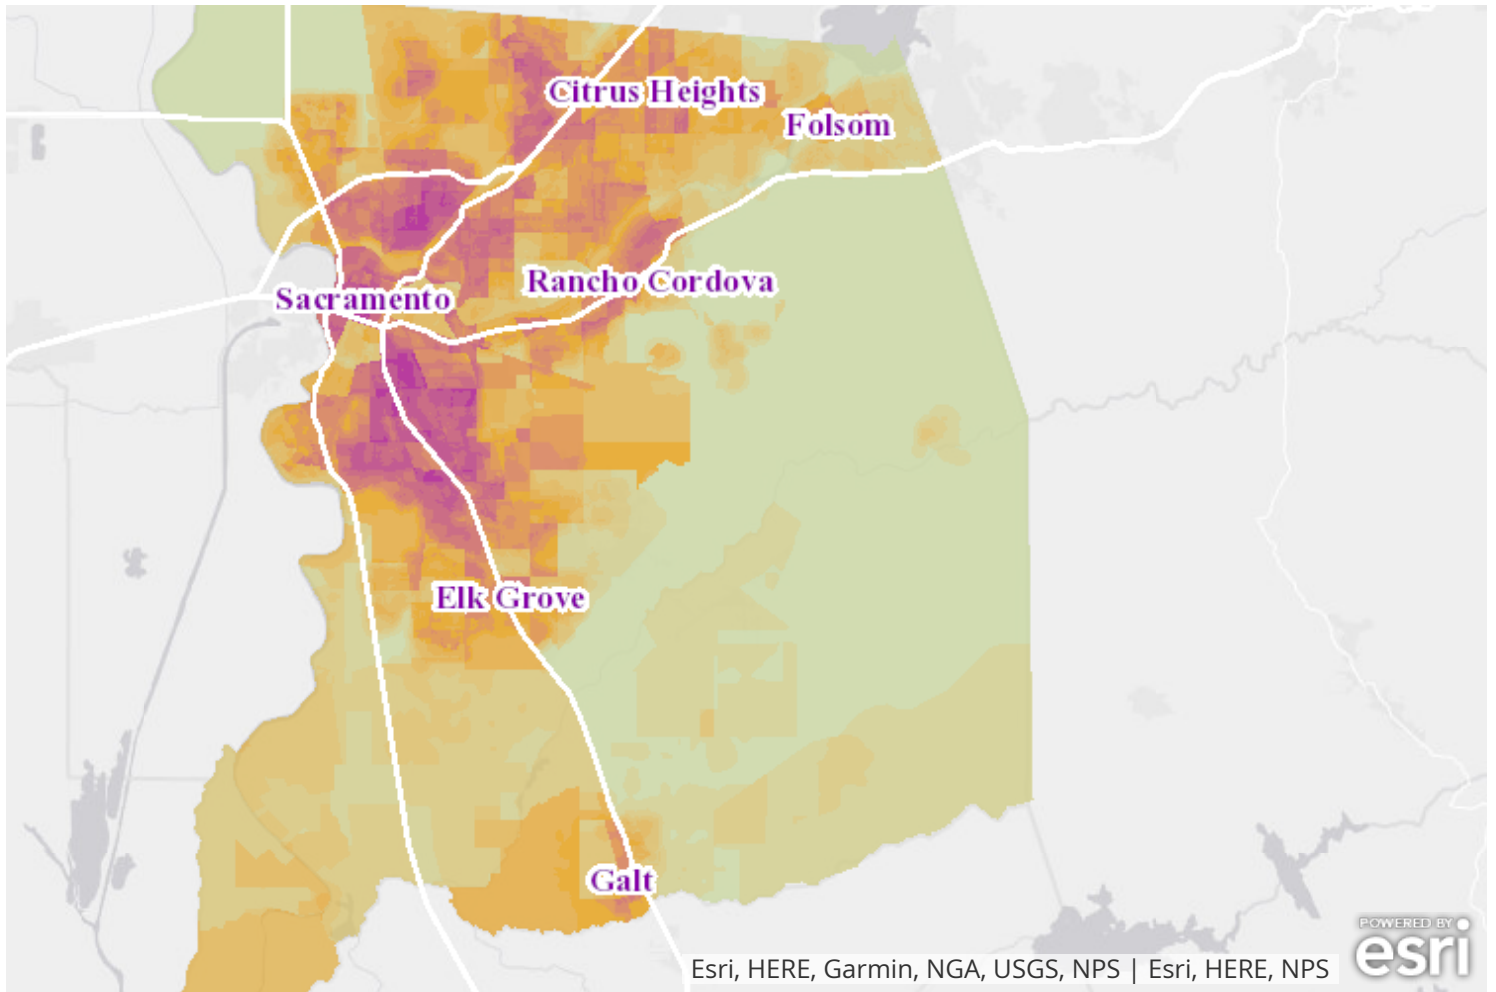 Citrus Heights
Folsom
Rancho Cordova
Sacramento
Elk Grove
Galt
POWERED BY
esri
Esri, HERE, Garmin, NGA, USGS, NPS | Esri, HERE, NPS